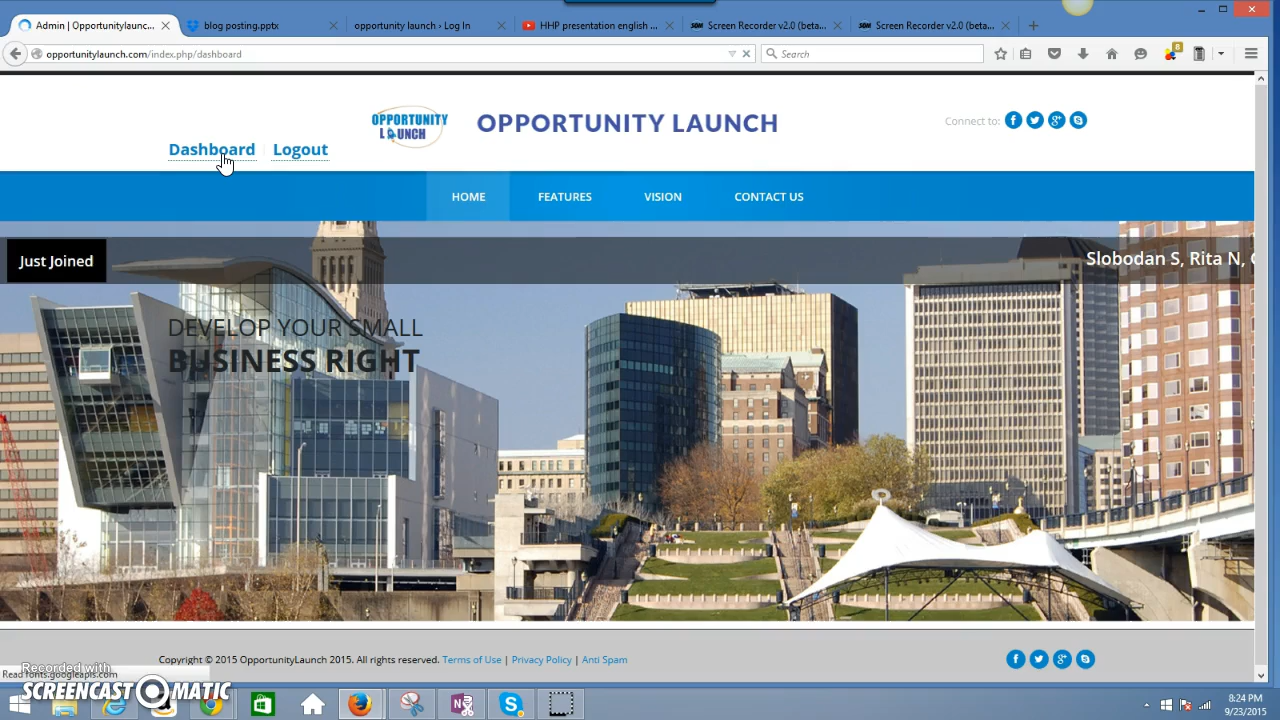 Admin | Opportunitylaunc...
blog posting.pptx
opportunity launch › Log In
HHP presentation english ...
Screen Recorder v2.0 (beta...
Screen Recorder v2.0 (beta...
opportunitylaunch.com/index.php/dashboard
Search
8
OPPORTUNITY
LAUNCH
OPPORTUNITY LAUNCH
Connect to:
Dashboard
Logout
HOME
FEATURES
VISION
CONTACT US
Just Joined
Slobodan S, Rita N,
DEVELOP YOUR SMALL
BUSINESS RIGHT
Copyright © 2015 OpportunityLaunch 2015. All rights reserved. Terms of Use | Privacy Policy | Anti Spam
Recorded with
Read fonts.googleapis.com
SCREENCAST MATIC
8:24 PM
9/23/2015